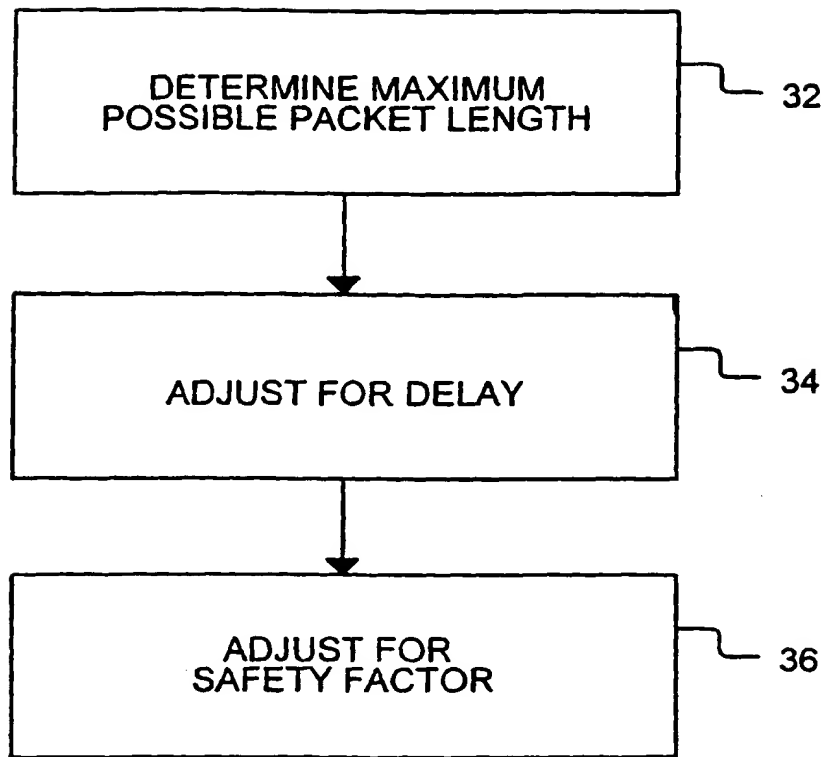 DETERMINE MAXIMUM
POSSIBLE PACKET LENGTH
32
ADJUST FOR DELAY
34
ADJUST FOR
SAFETY FACTOR
36